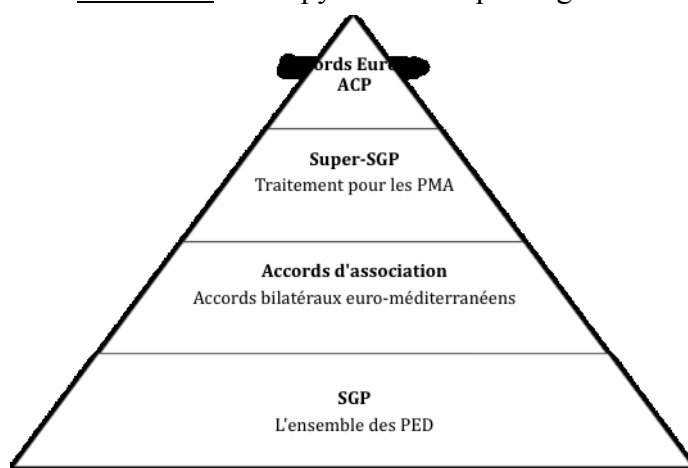 ACP
Super-SGP
Traitement pour les PMA
Accords d'association
Accords bilatéraux euro-méditerranéens
SGP
L'ensemble des PED